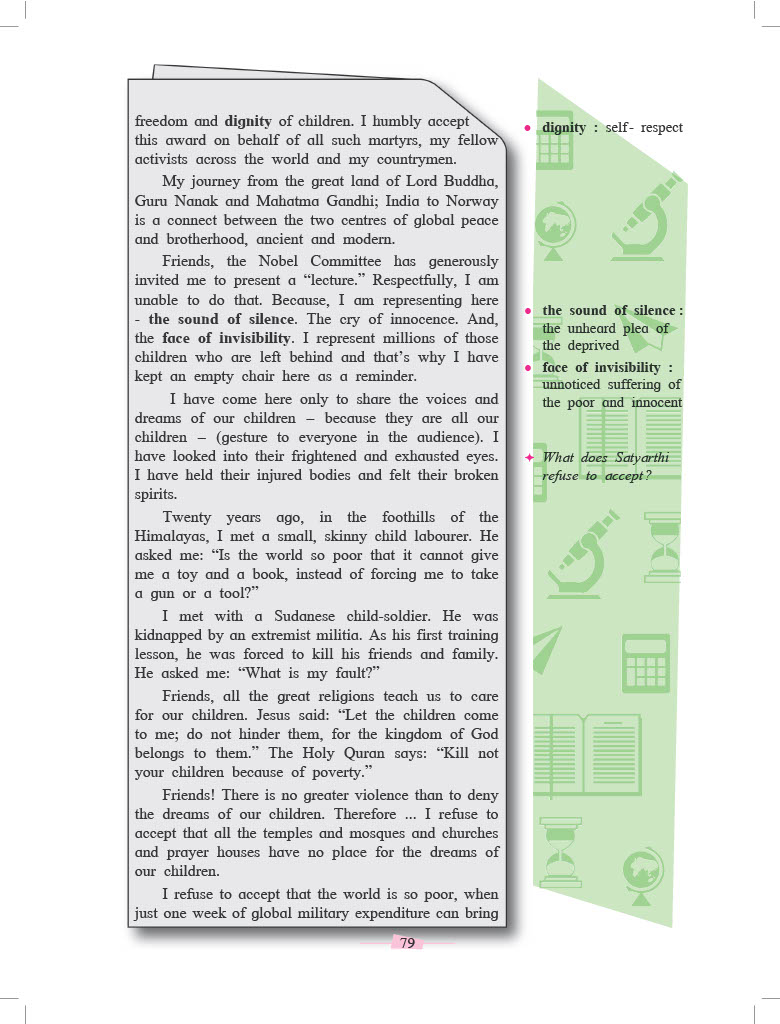 freedom and dignity of children. I humbly accept
this award on behalf of all such martyrs, my fellow
activists across the world and my countrymen.
My journey from the great land of Lord Buddha,
Guru Nanak and Mahatma Gandhi; India to Norway
is a connect between the two centres of global peace
and brotherhood, ancient and modern.
Friends, the Nobel Committee has generously
invited me to present a “lecture.” Respectfully, I am
unable to do that. Because, I am representing here
- the sound of silence. The cry of innocence. And,
the face of invisibility. I represent millions of those
children who are left behind and that’s why I have
kept an empty chair here as a reminder.
I have come here only to share the voices and
dreams of our children – because they are all our
children – (gesture to everyone in the audience). I
have looked into their frightened and exhausted eyes.
I have held their injured bodies and felt their broken
spirits.
Twenty years ago, in the foothills of the
Himalayas, I met a small, skinny child labourer. He
asked me: “Is the world so poor that it cannot give
me a toy and a book, instead of forcing me to take
a gun or a tool?”
I met with a Sudanese child-soldier. He was
kidnapped by an extremist militia. As his first training
lesson, he was forced to kill his friends and family.
He asked me: “What is my fault?”
Friends, all the great religions teach us to care
for our children. Jesus said: “Let the children come
to me; do not hinder them, for the kingdom of God
belongs to them.” The Holy Quran says: “Kill not
your children because of poverty.”
Friends! There is no greater violence than to deny
the dreams of our children. Therefore ... I refuse to
accept that all the temples and mosques and churches
and prayer houses have no place for the dreams of
our children.
I refuse to accept that the world is so poor, when
just one week of global military expenditure can bring
• dignity : self- respect
• the sound of silence :
the unheard plea of
the deprived
• face of invisibility :
unnoticed suffering of
the poor and innocent
✦ What does Satyarthi
refuse to accept?
79